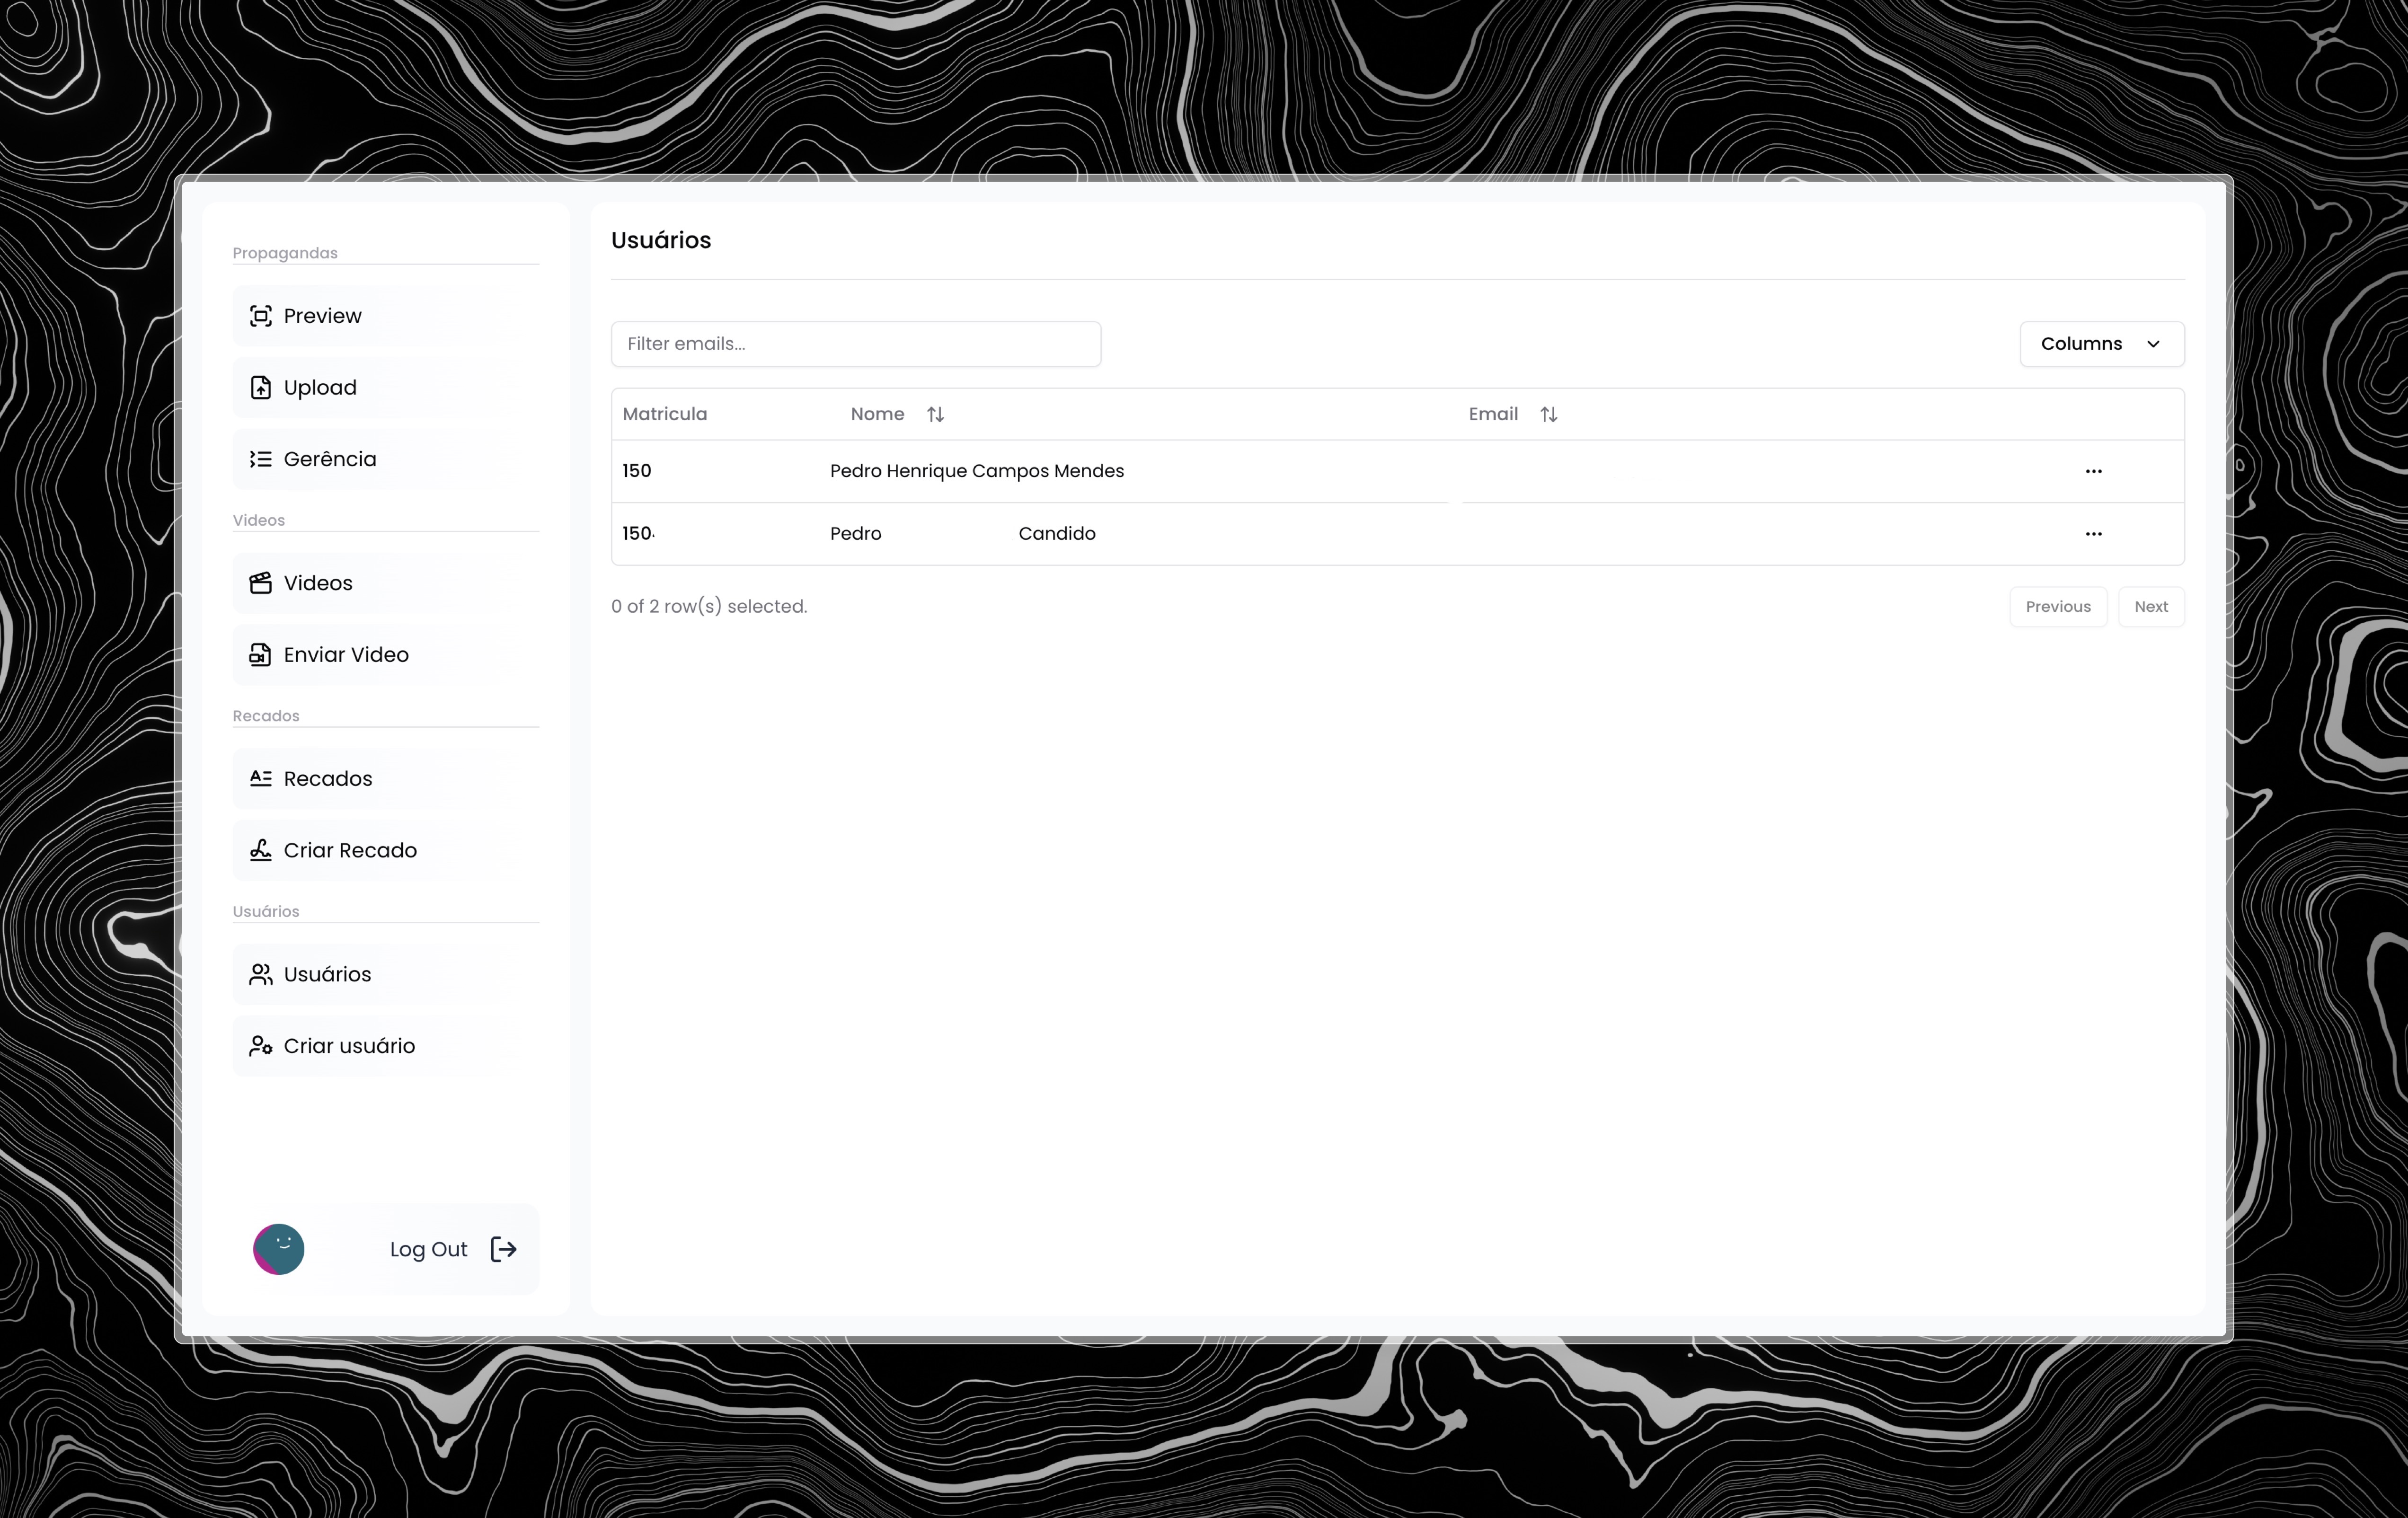 Propagandas
Preview
Upload
Gerência
Videos
Videos
Enviar Video
Recados
Recados
Criar Recado
Usuários
Usuários
Criar usuário
Log Out
Usuários
Filter emails...
Columns
Matricula Nome Email
150 Pedro Henrique Campos Mendes
150 Pedro Candido
0 of 2 row(s) selected.
Previous Next